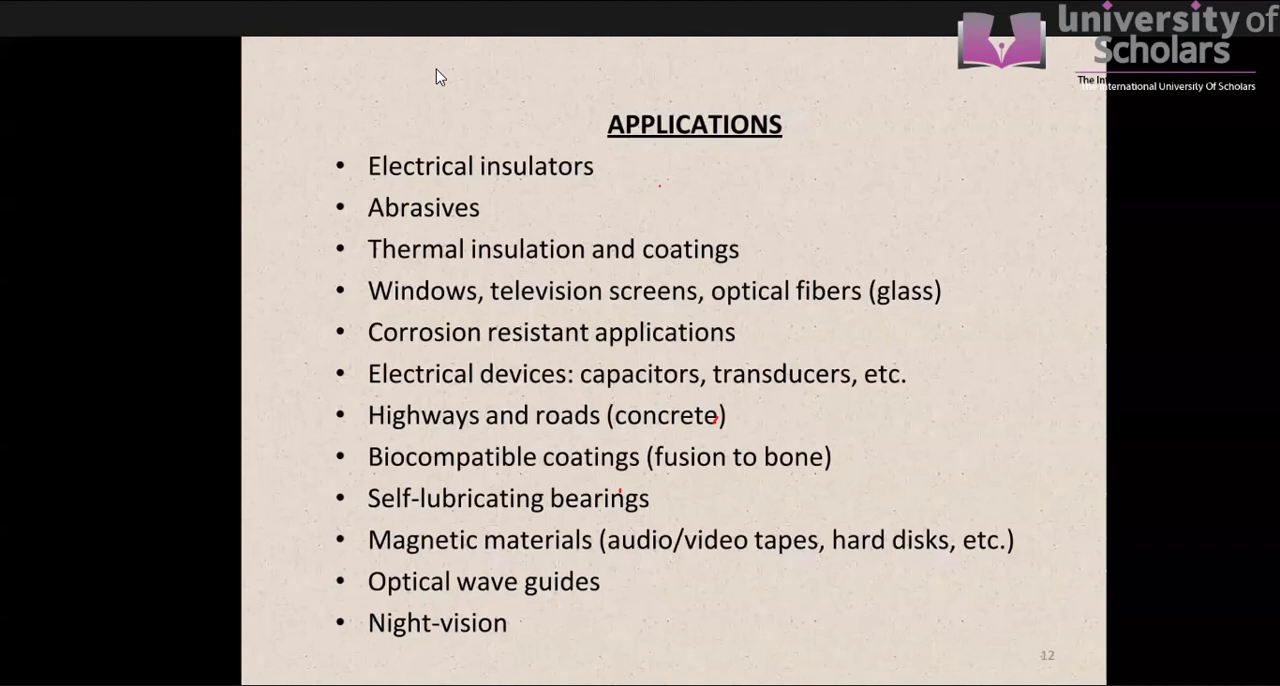 university of
Scholars
The Int
The International University Of Scholars
APPLICATIONS
• Electrical insulators
• Abrasives
• Thermal insulation and coatings
• Windows, television screens, optical fibers (glass)
• Corrosion resistant applications
• Electrical devices: capacitors, transducers, etc.
• Highways and roads (concrete)
• Biocompatible coatings (fusion to bone)
• Self-lubricating bearings
• Magnetic materials (audio/video tapes, hard disks, etc.)
• Optical wave guides
• Night-vision
12